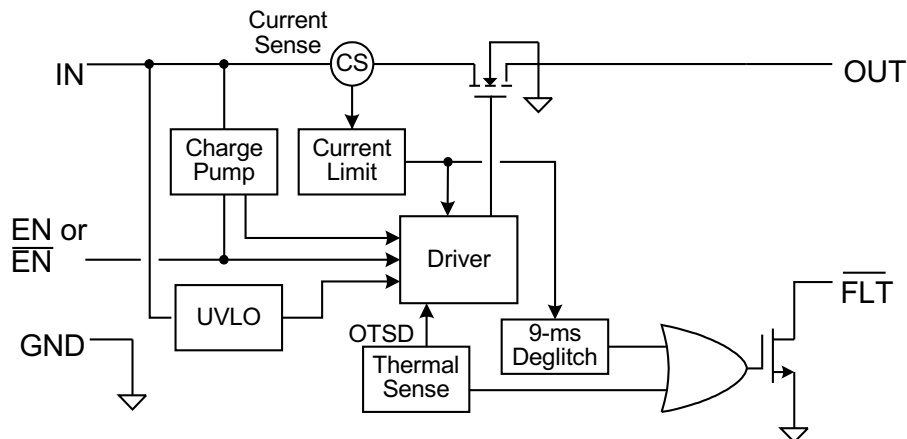 Current
Sense
IN
CS
OUT
Charge
Pump
Current
Limit
EN or
EN
Driver
UVLO
FLT
GND
OTSD
9-ms
Deglitch
Thermal
Sense